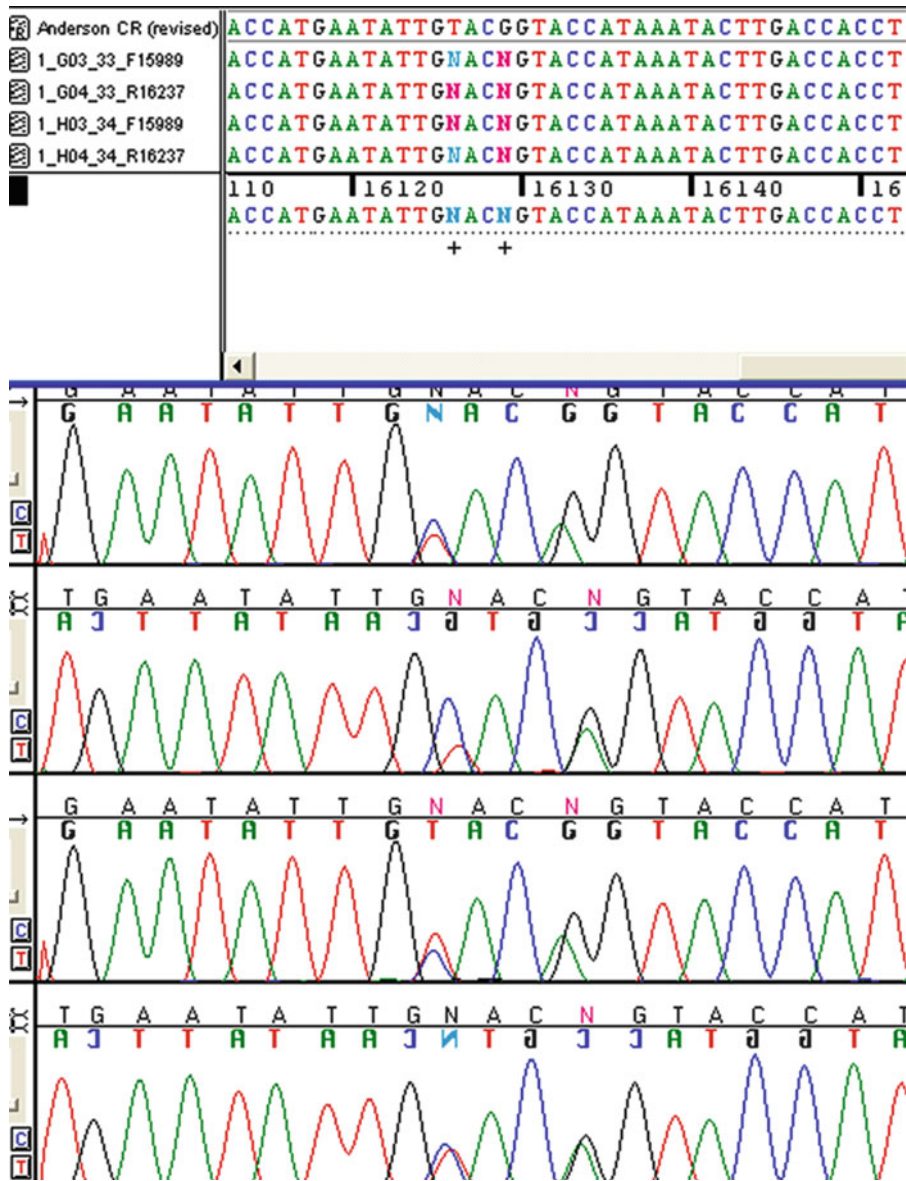 Anderson CR (revised) ACCATGAATATTGTACGGTACCATAAATACTTGACCACCT
1_G03_33_F15989 ACCATGAATATTGNACNGTACCATAAATACTTGACCACCT
1_G04_33_R16237 ACCATGAATATTGNACNGTACCATAAATACTTGACCACCT
1_H03_34_F15989 ACCATGAATATTGNACNGTACCATAAATACTTGACCACCT
1_H04_34_R16237 ACCATGAATATTGNACNGTACCATAAATACTTGACCACCT
110 16120 16130 16140 16
ACCATGAATATTGNACNGTACCATAAATACTTGACCACCT
+ +
G A A T A T T G N A C G G T A C C A T
C
T
T G A A T A T T G N A C N G T A C C A T
A C T T A T A A C G T G C C A T G G T A
C
T
G A A T A T T G N A C N G T A C C A T
G A A T A T T G T A C G G T A C C A T
C
T
T G A A T A T T G N A C N G T A C C A T
A C T T A T A A C N T G C C A T G G T A
C
T